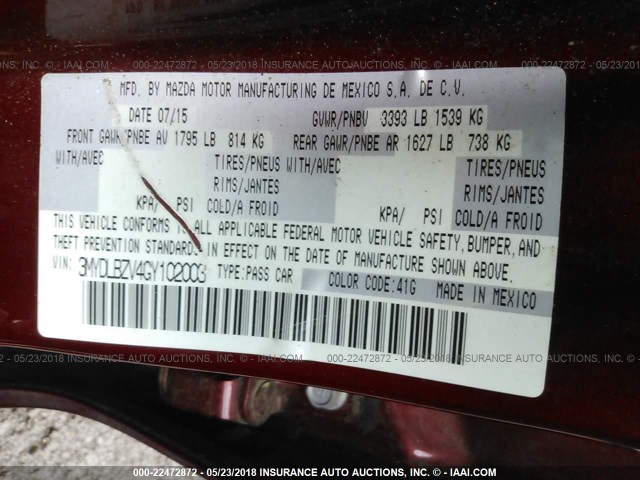 MFD. BY MAZDA MOTOR MANUFACTURING DE MEXICO S.A. DE C.V.
DATE 07/15 GVWR/PNBV 3393 LB 1539 KG
FRONT GAWR/PNBE AV 1795 LB 814 KG REAR GAWR/PNBE AR 1627 LB 738 KG
WITH/AVEC TIRES/PNEUS WITH/AVEC TIRES/PNEUS
RIMS/JANTES RIMS/JANTES
KPA/ PSI COLD/A FROID KPA/ PSI COLD/A FROID
THIS VEHICLE CONFORMS TO ALL APPLICABLE FEDERAL MOTOR VEHICLE SAFETY, BUMPER, AND
THEFT PREVENTION STANDARDS IN EFFECT ON THE DATE OF MANUFACTURE SHOWN ABOVE.
VIN: 3MYDLBZV4GY102003 TYPE:PASS CAR COLOR CODE:41G MADE IN MEXICO
000-22472872 - 05/23/2018 INSURANCE AUTO AUCTIONS. © - IAAI.COM
000-22472872 - 05/23/2018 INSURANCE AUTO AUCTIONS. © - IAAI.COM
000-22472872 - 05/23/2018 INSURANCE AUTO AUCTIONS. © - IAAI.COM